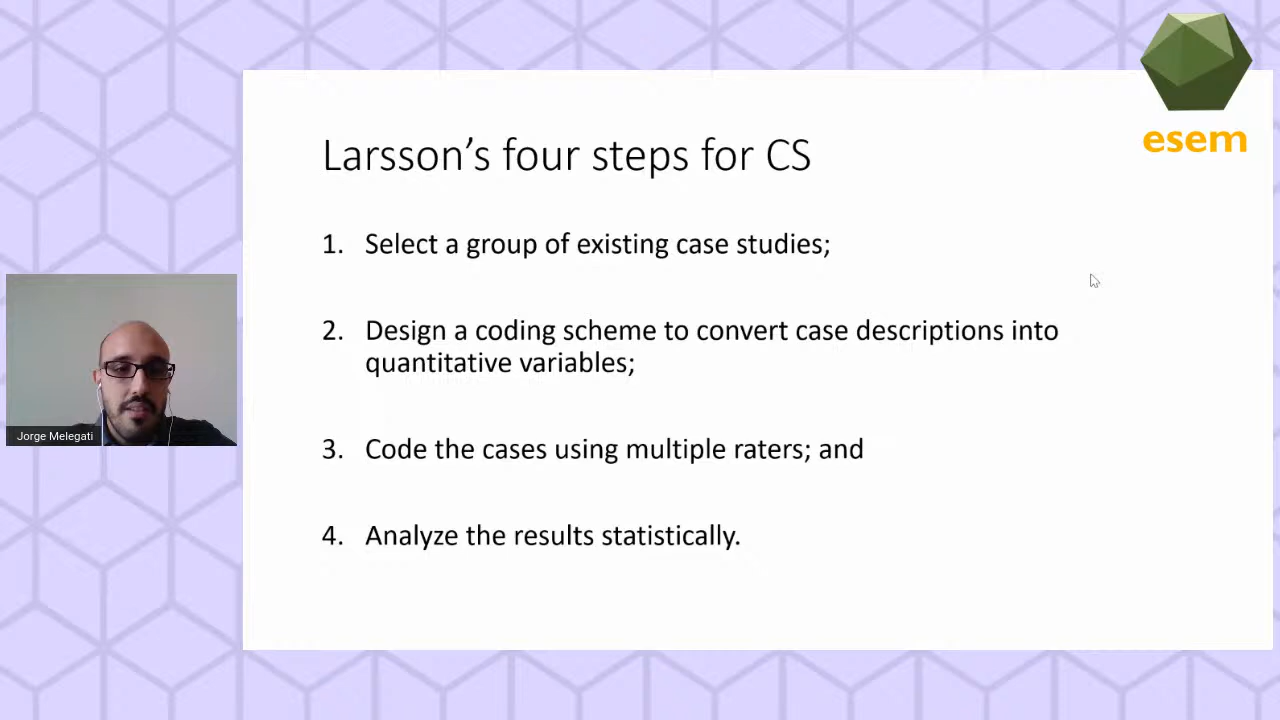 esem
Larsson’s four steps for CS
1. Select a group of existing case studies;
2. Design a coding scheme to convert case descriptions into
quantitative variables;
3. Code the cases using multiple raters; and
4. Analyze the results statistically.
Jorge Melegati